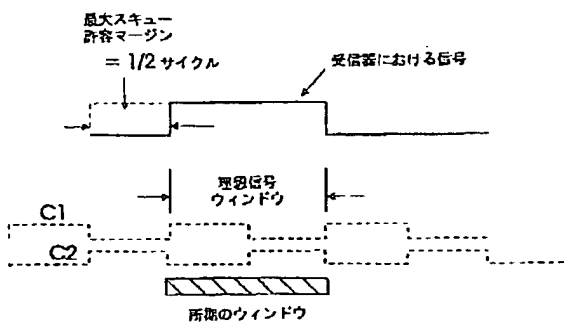 最大スキュー
許容マージン
= 1/2 サイクル
受信器における信号
理想信号
ウィンドウ
C1
C2
所望のウィンドウ